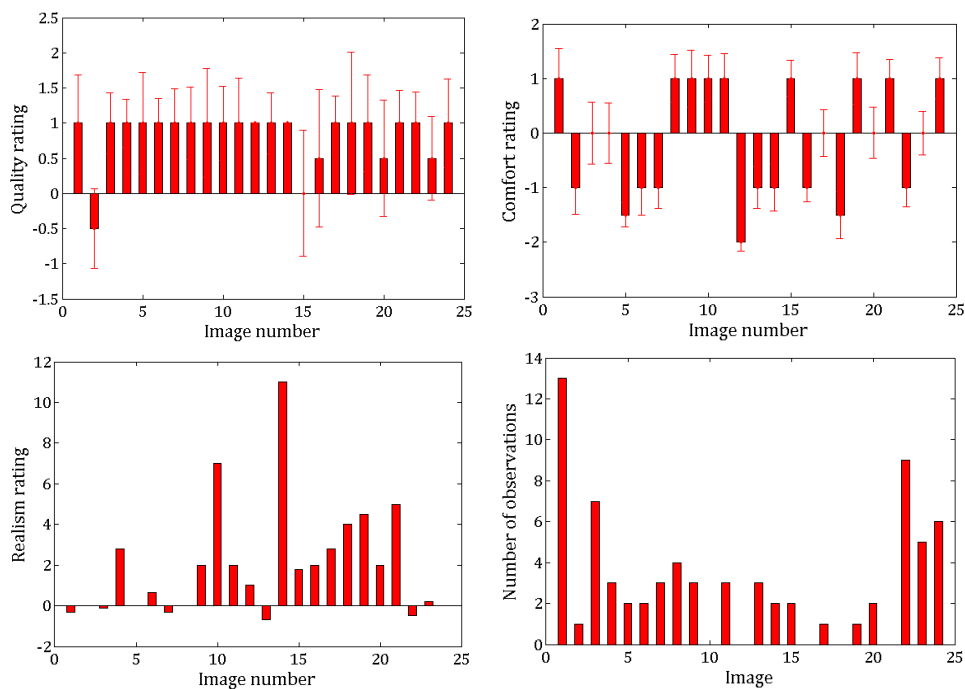 2.5
2
1.5
1
0.5
0
-0.5
-1
-1.5
Quality rating
0 5 10 15 20 25
Image number
2
1
0
-1
-2
-3
Comfort rating
0 5 10 15 20 25
Image number
12
10
8
6
4
2
0
-2
Realism rating
0 5 10 15 20 25
Image number
14
12
10
8
6
4
2
0
Number of observations
0 5 10 15 20 25
Image